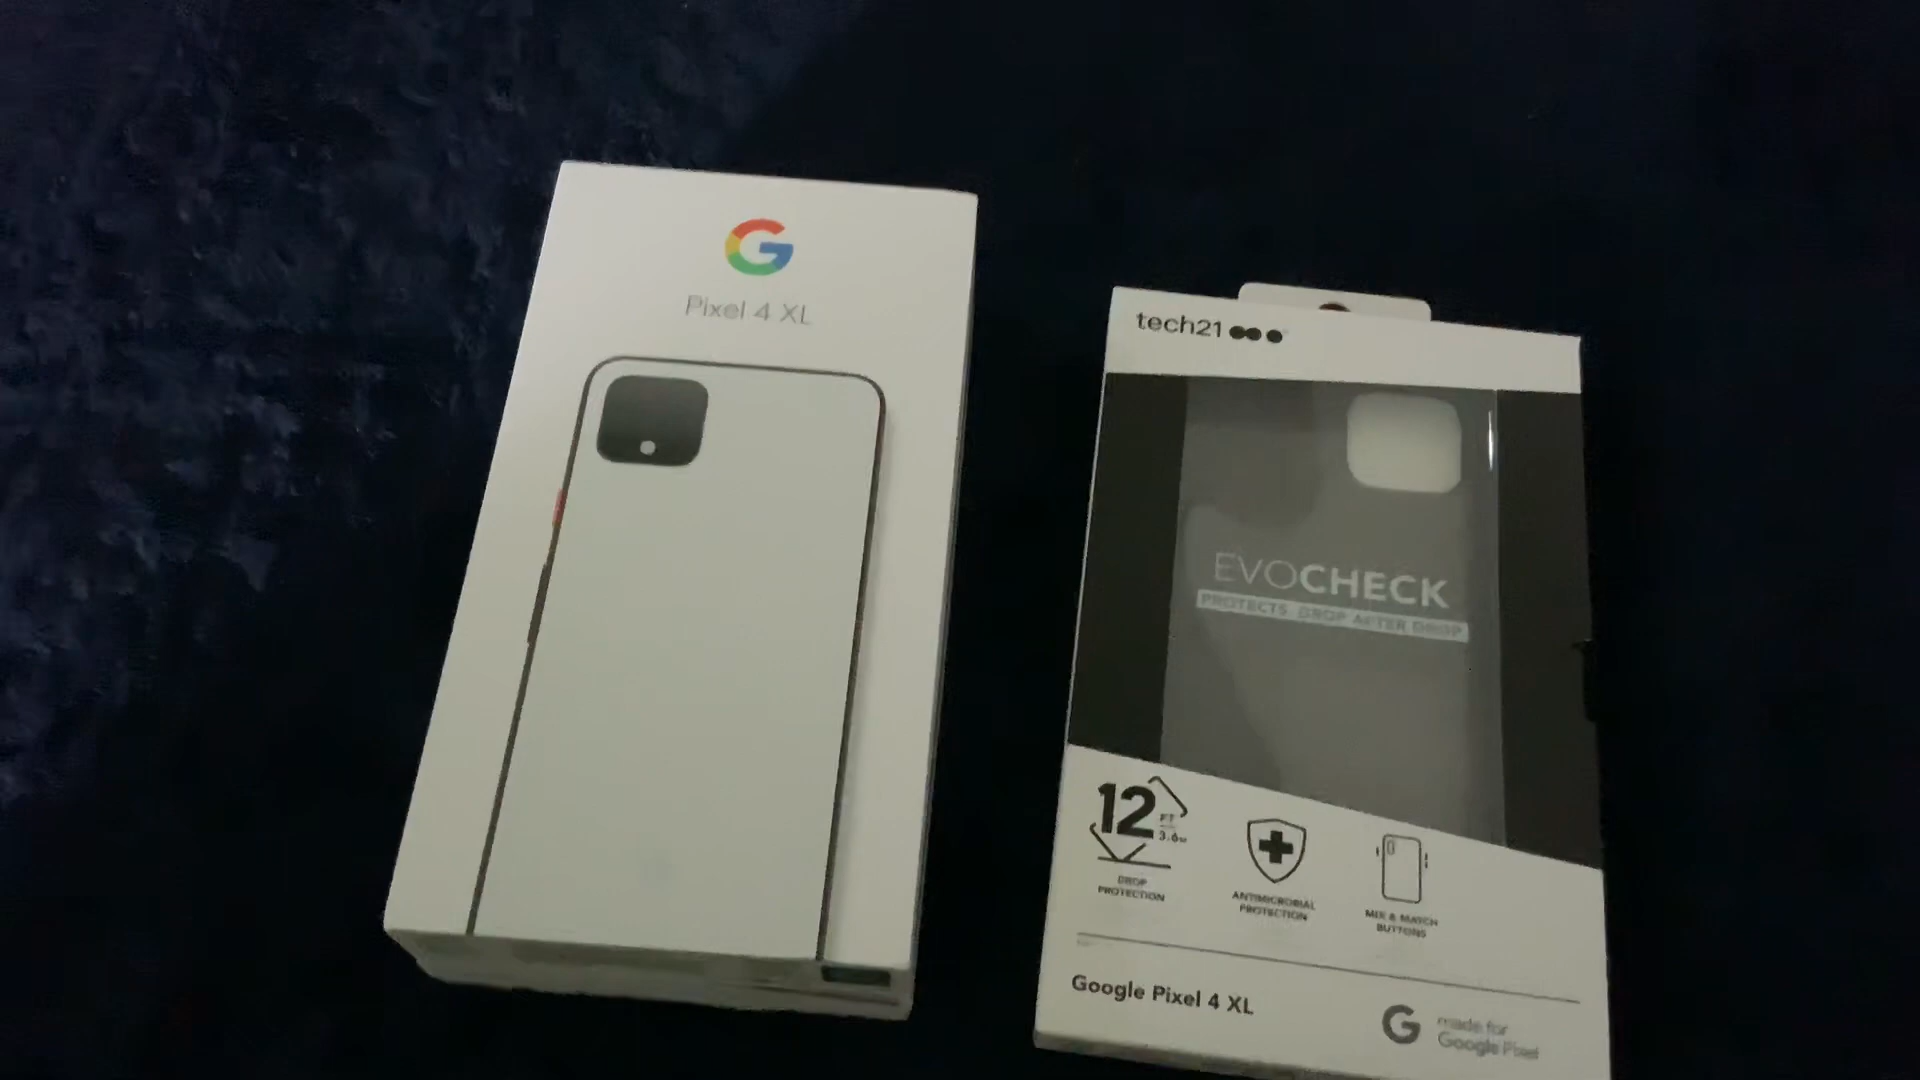 Pixel 4 XL
tech21
EVOCHECK
PROTECTS. DROP AFTER DROP
12 FT
3.6m
DROP
PROTECTION
ANTIMICROBIAL
PROTECTION
MIX & MATCH
BUTTONS
Google Pixel 4 XL
G made for
Google Pixel